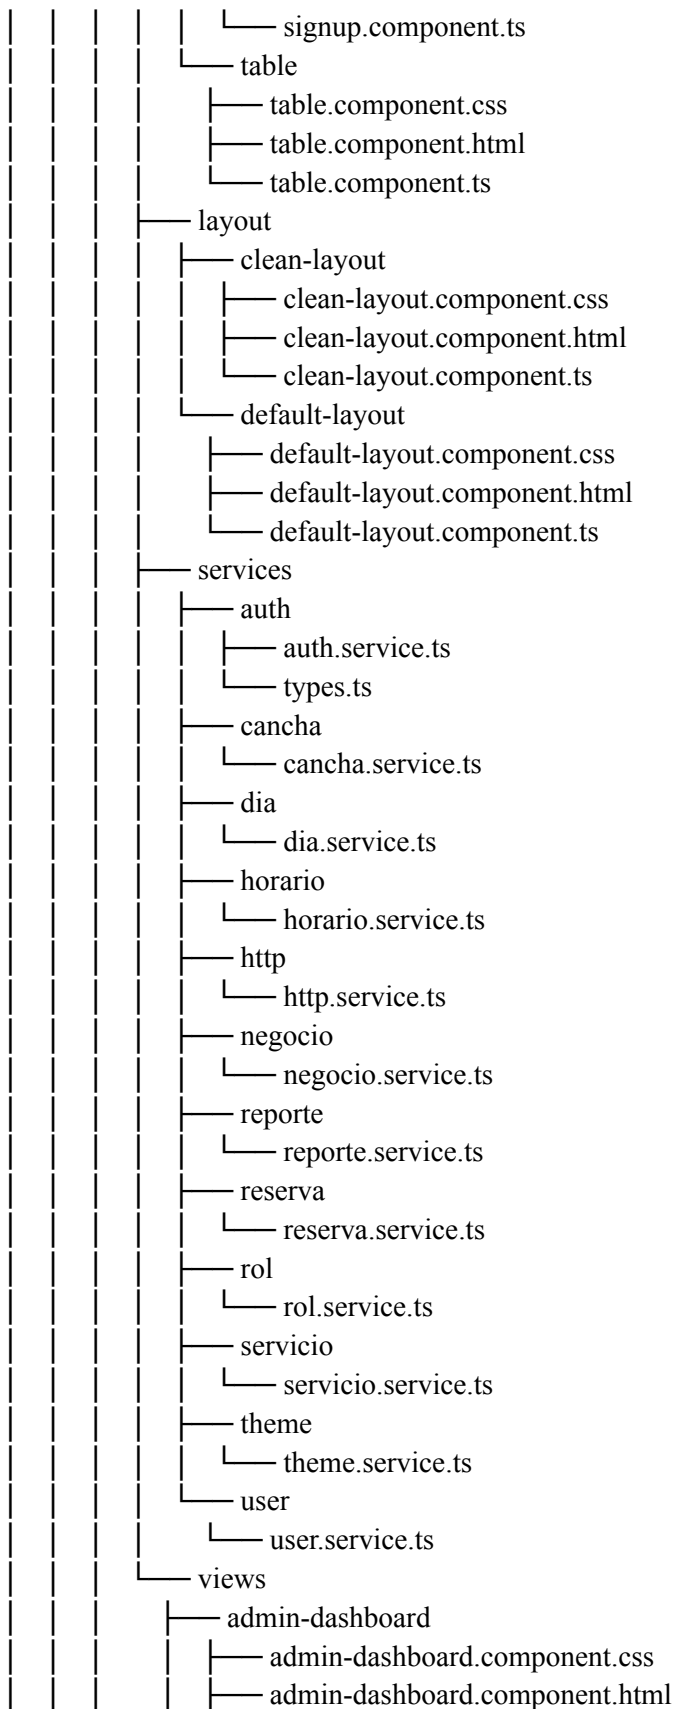 │ │ │ │ │ └── signup.component.ts
│ │ │ │ └── table
│ │ │ │ ├── table.component.css
│ │ │ │ ├── table.component.html
│ │ │ │ └── table.component.ts
│ │ │ ├── layout
│ │ │ │ ├── clean-layout
│ │ │ │ │ ├── clean-layout.component.css
│ │ │ │ │ ├── clean-layout.component.html
│ │ │ │ │ └── clean-layout.component.ts
│ │ │ │ └── default-layout
│ │ │ │ ├── default-layout.component.css
│ │ │ │ ├── default-layout.component.html
│ │ │ │ └── default-layout.component.ts
│ │ │ ├── services
│ │ │ │ ├── auth
│ │ │ │ │ ├── auth.service.ts
│ │ │ │ │ └── types.ts
│ │ │ │ ├── cancha
│ │ │ │ │ └── cancha.service.ts
│ │ │ │ ├── dia
│ │ │ │ │ └── dia.service.ts
│ │ │ │ ├── horario
│ │ │ │ │ └── horario.service.ts
│ │ │ │ ├── http
│ │ │ │ │ └── http.service.ts
│ │ │ │ ├── negocio
│ │ │ │ │ └── negocio.service.ts
│ │ │ │ ├── reporte
│ │ │ │ │ └── reporte.service.ts
│ │ │ │ ├── reserva
│ │ │ │ │ └── reserva.service.ts
│ │ │ │ ├── rol
│ │ │ │ │ └── rol.service.ts
│ │ │ │ ├── servicio
│ │ │ │ │ └── servicio.service.ts
│ │ │ │ ├── theme
│ │ │ │ │ └── theme.service.ts
│ │ │ │ └── user
│ │ │ │ └── user.service.ts
│ │ │ └── views
│ │ │ ├── admin-dashboard
│ │ │ │ ├── admin-dashboard.component.css
│ │ │ │ ├── admin-dashboard.component.html